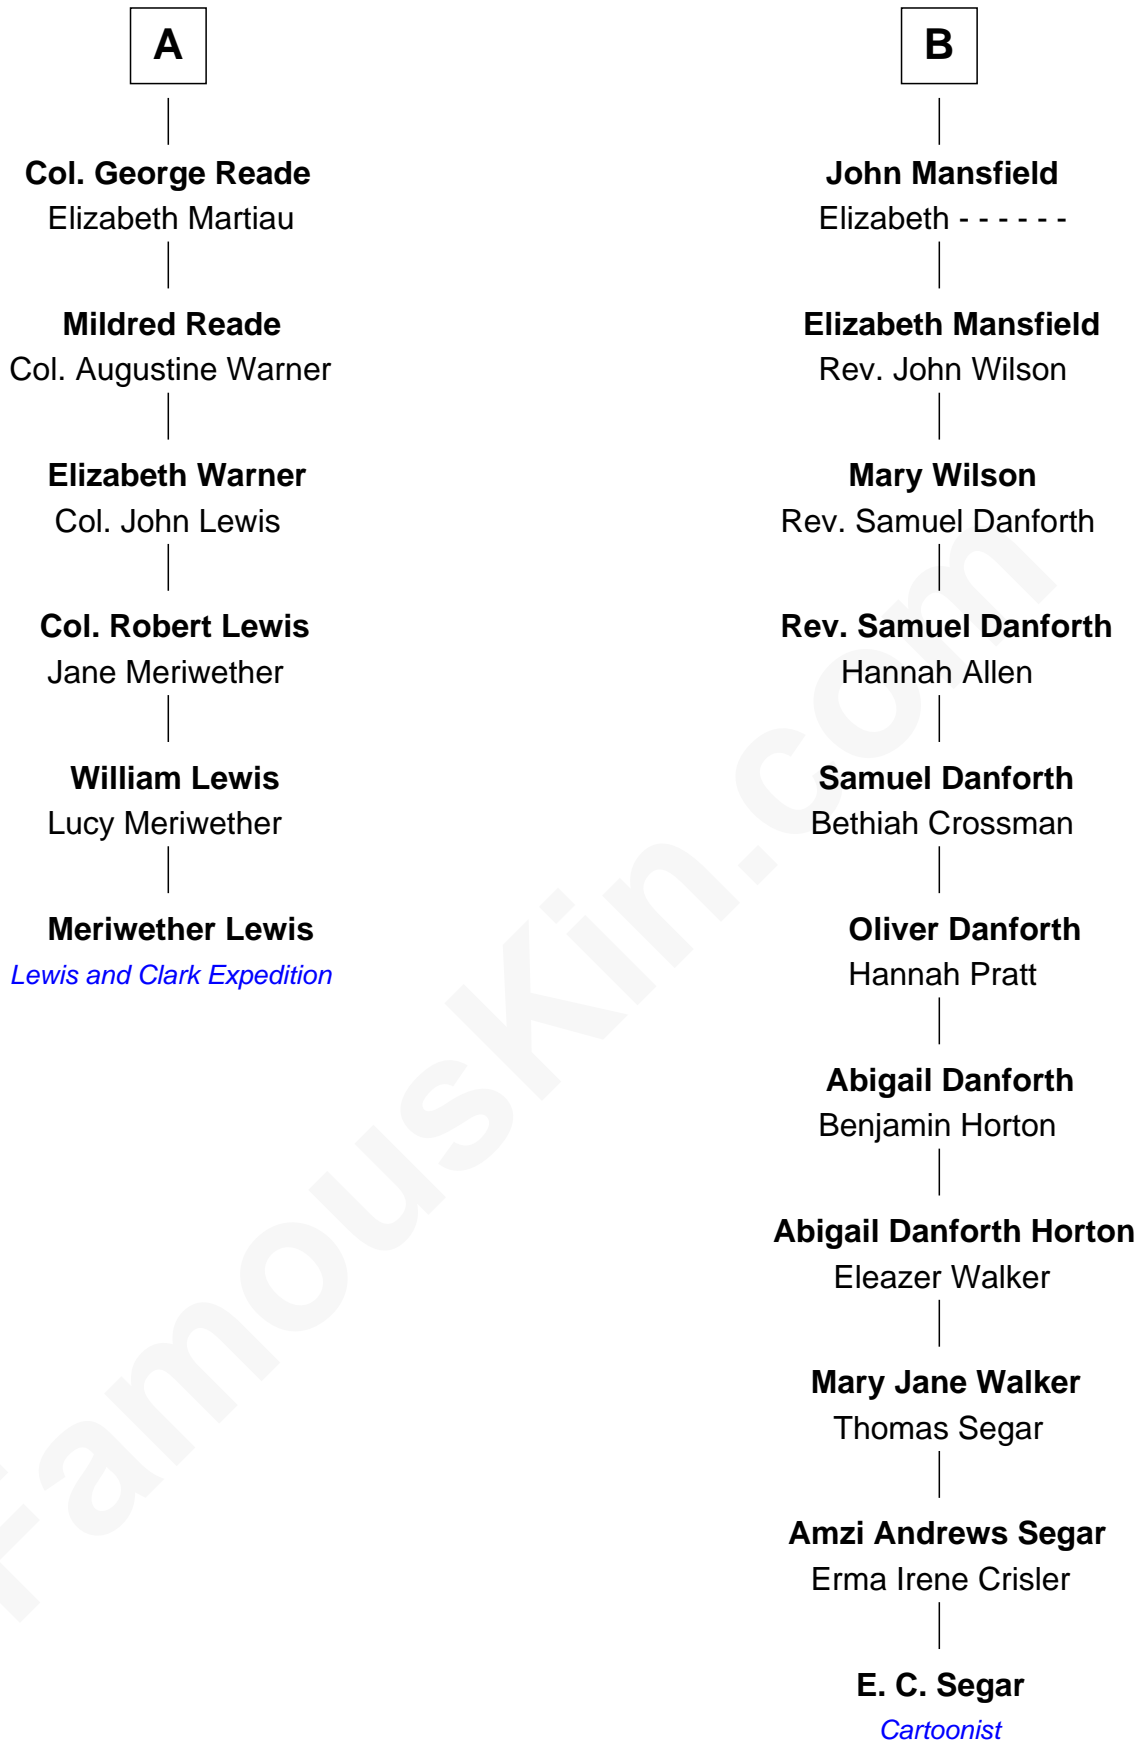 A
Col. George Reade
Elizabeth Martiau
Mildred Reade
Col. Augustine Warner
Elizabeth Warner
Col. John Lewis
Col. Robert Lewis
Jane Meriwether
William Lewis
Lucy Meriwether
Meriwether Lewis
Lewis and Clark Expedition
B
John Mansfield
Elizabeth - - - - - -
Elizabeth Mansfield
Rev. John Wilson
Mary Wilson
Rev. Samuel Danforth
Rev. Samuel Danforth
Hannah Allen
Samuel Danforth
Bethiah Crossman
Oliver Danforth
Hannah Pratt
Abigail Danforth
Benjamin Horton
Abigail Danforth Horton
Eleazer Walker
Mary Jane Walker
Thomas Segar
Amzi Andrews Segar
Erma Irene Crisler
E. C. Segar
Cartoonist
FamousKin.com